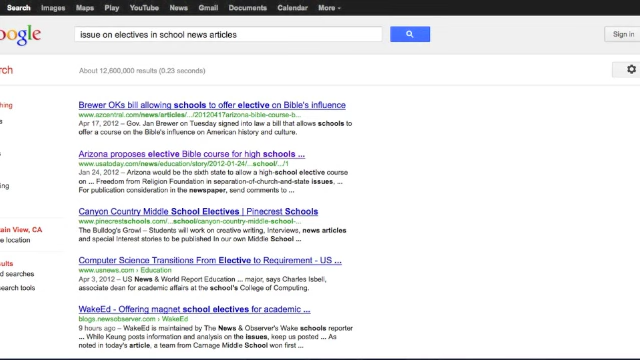 Search Images Maps Play YouTube News Gmail Documents Calendar More
oogle issue on electives in school news articles Sign in
rch About 12,600,000 results (0.23 seconds)
thing
Brewer OKs bill allowing schools to offer elective on Bible's influence
www.azcentral.com/news/articles/.../20120417arizona-bible-course-b...
Apr 17, 2012 – Gov. Jan Brewer on Tuesday signed into law a bill that allows schools to
offer a course on the Bible's influence on American history and culture.
Arizona proposes elective Bible course for high schools ...
www.usatoday.com/news/education/story/2012-01-24/...school.../1
Jan 24, 2012 – Arizona would be the sixth state to allow a high-school elective course
on ... Freedom from Religion Foundation in separation-of-church-and-state issues, ...
For publication consideration in the newspaper, send comments to ...
ing
Canyon Country Middle School Electives | Pinecrest Schools
www.pinecrestschools.com/...school/canyon-country-middle-school-...
The Bulldog's Growl – Students will work on creative writing, Interviews, news articles
and special Interest stories to be published In our own Middle School ...
tain View, CA
e location
Computer Science Transitions From Elective to Requirement - US ...
www.usnews.com › Education
Apr 3, 2012 – US News & World Report Education ... major, says Charles Isbell,
associate dean for academic affairs at the school's College of Computing.
sults
ed searches
search tools
WakeEd - Offering magnet school electives for academic ...
blogs.newsobserver.com › WakeEd
9 hours ago – WakeEd is maintained by The News & Observer's Wake schools reporter
... While Keung posts information and analysis on the issues, keep us posted ... As
noted in today's article, a team from Carnage Middle School won first ...